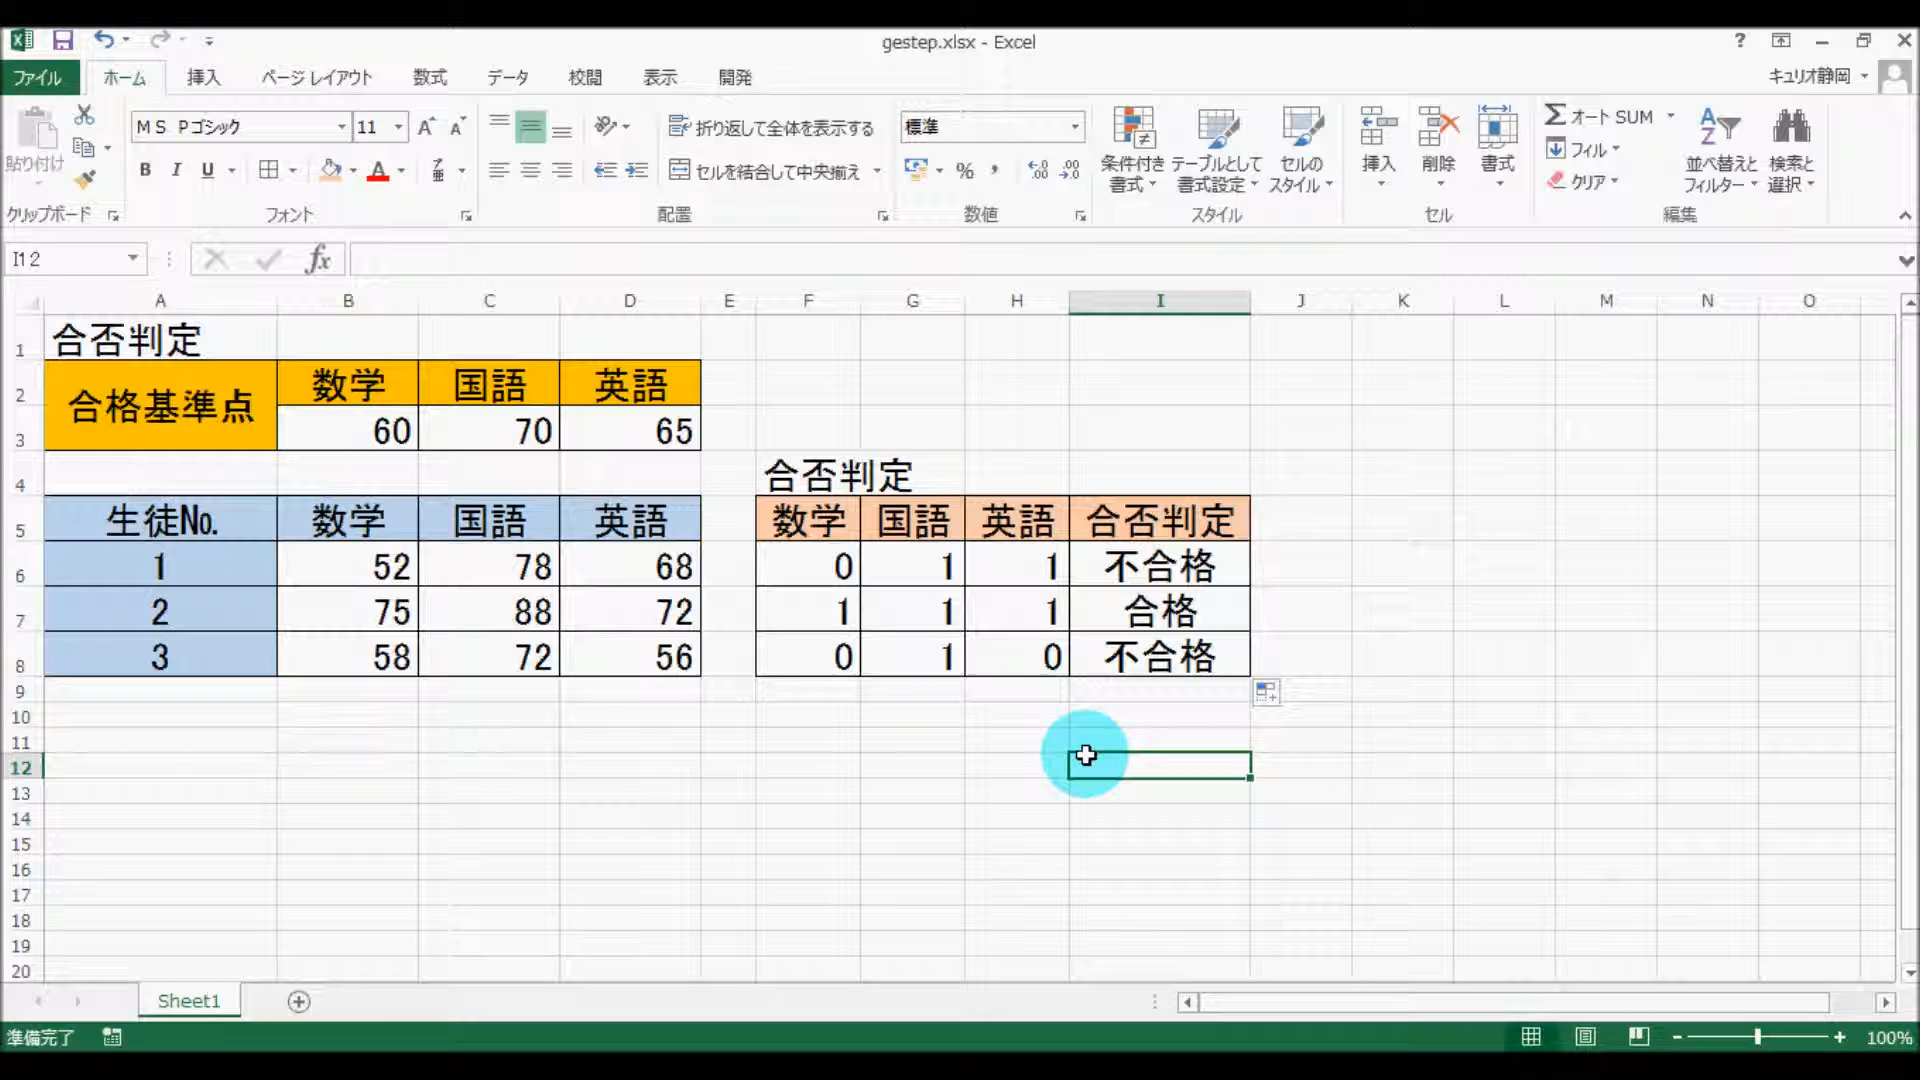 gestep.xlsx - Excel
ファイル ホーム 挿入 ページ レイアウト 数式 データ 校閲 表示 開発 キュリオ静岡
貼り付け MS Pゴシック 11 折り返して全体を表示する 標準 条件付き書式 テーブルとして書式設定 セルのスタイル 挿入 削除 書式 Σ オート SUM 並べ替えとフィルター 検索と選択
B I U セルを結合して中央揃え % , フィル
クリア
クリップボード フォント 配置 数値 スタイル セル 編集
I12 fx
A B C D E F G H I J K L M N O
1 合否判定
2 合格基準点 数学 国語 英語
3 60 70 65
4 合否判定
5 生徒№ 数学 国語 英語 数学 国語 英語 合否判定
6 1 52 78 68 0 1 1 不合格
7 2 75 88 72 1 1 1 合格
8 3 58 72 56 0 1 0 不合格
9
10
11
12
13
14
15
16
17
18
19
20
Sheet1
準備完了 100%